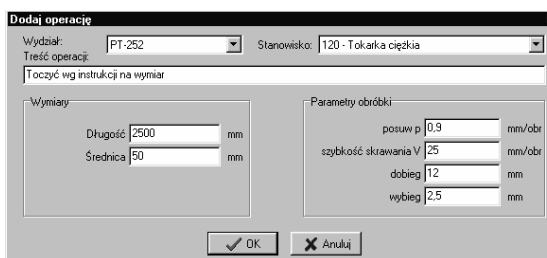 Dodaj operację
Wydział: PT-252 Stanowisko: 120 - Tokarka ciężkia
Treść operacji:
Toczyć wg instrukcji na wymiar
Wymiary
Długość 2500 mm
Średnica 50 mm
Parametry obróbki
posuw p 0,9 mm/obr
szybkość skrawania V 25 mm/obr
dobieg 12 mm
wybieg 2,5 mm
OK Anuluj